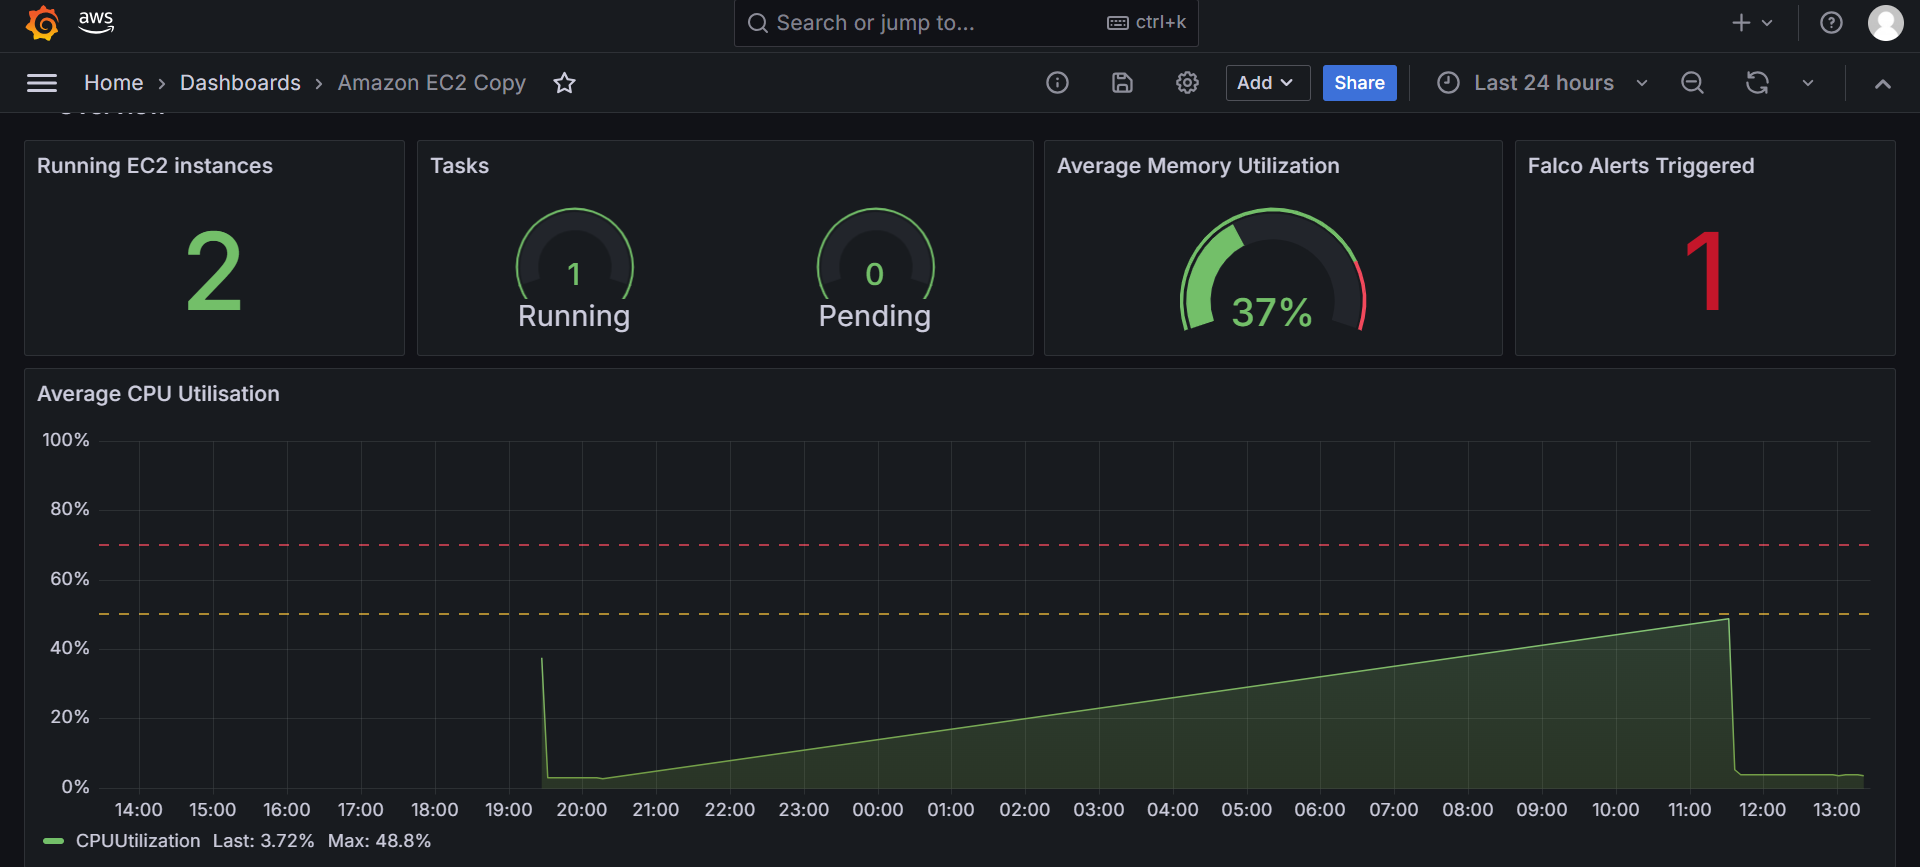 aws
Search or jump to...
ctrl+k
Home › Dashboards › Amazon EC2 Copy
Add
Share
Last 24 hours
Overview
Running EC2 instances
2
Tasks
1
Running
0
Pending
Average Memory Utilization
37%
Falco Alerts Triggered
1
Average CPU Utilisation
100%
80%
60%
40%
20%
0%
14:00 15:00 16:00 17:00 18:00 19:00 20:00 21:00 22:00 23:00 00:00 01:00 02:00 03:00 04:00 05:00 06:00 07:00 08:00 09:00 10:00 11:00 12:00 13:00
CPUUtilization Last: 3.72% Max: 48.8%